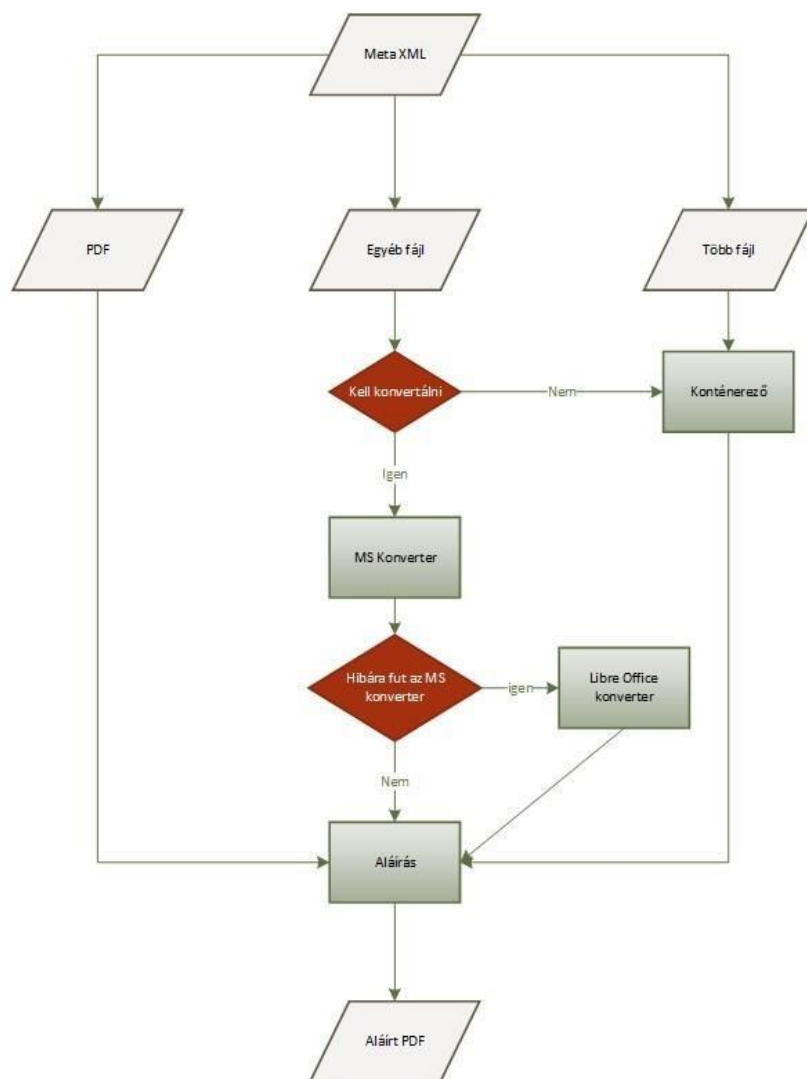 Meta XML
PDF
Egyéb fájl
Több fájl
Kell konvertálni
Nem
Konténerező
Igen
MS Konverter
Hibára fut az MS
konverter
igen
Libre Office
konverter
Nem
Aláírás
Aláírt PDF